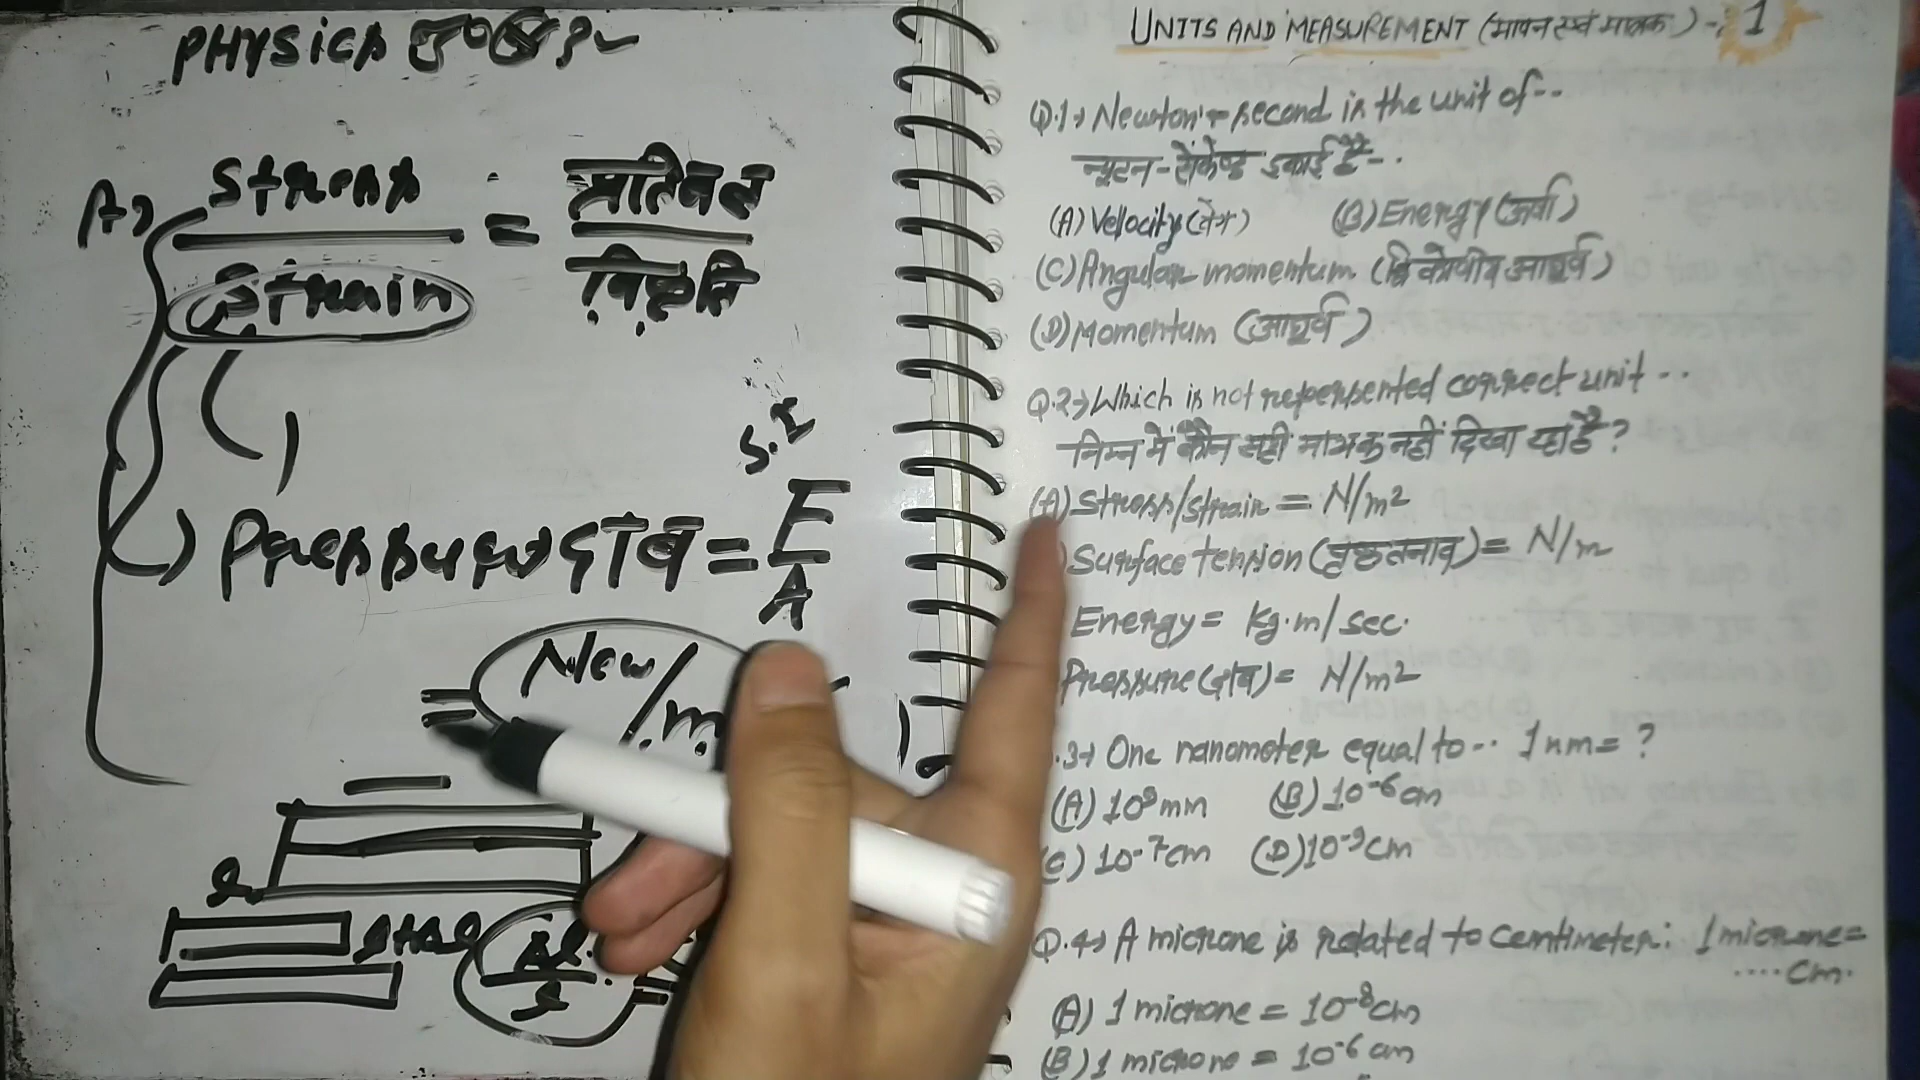 PHYSICS
A→ Stress = प्रतिबल
Strain विकृति
S.I
Pressure दाब = F
A
= New/m
l
l+Δl Δl
l
UNITS AND MEASUREMENT (मापन एवं मात्रक) - 1
Q.1→ Newton - second is the unit of --
न्यूटन-सेकेण्ड इकाई है-.
(A) Velocity (वेग) (B) Energy (ऊर्जा)
(C) Angular momentum (कोणीय आघूर्व)
(D) Momentum (आघूर्व)
Q.2→ Which is not correct unit --
निम्न में कौन सही मात्रक नहीं दिखा रहा है?
(A) Stress/Strain = N/m²
) Surface tension (पृष्ठ तनाव) = N/m
Energy = Kg.m/sec.
Pressure (दाब) = N/m²
.3→ One nanometer equal to -- 1nm = ?
(A) 10⁹ mm (B) 10⁻⁶ cm
(C) 10⁻⁷ cm (D) 10⁻⁹ cm
Q.4→ A microne is related to centimeter: 1 microne =
.... cm.
(A) 1 microne = 10⁻⁸ cm
(B) 1 microne = 10⁻⁶ cm